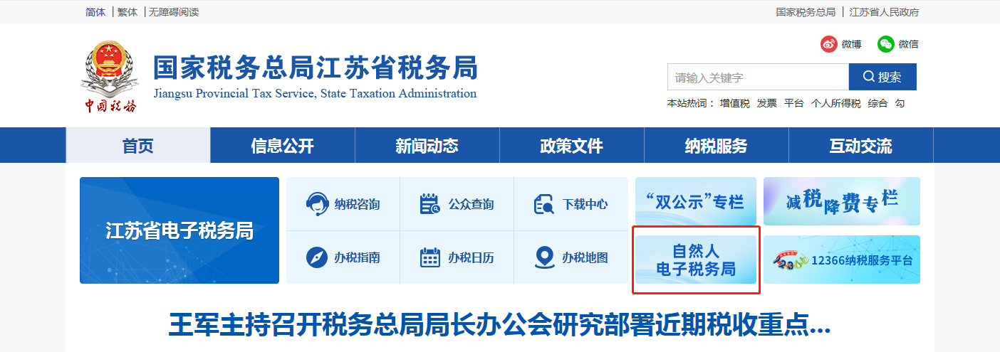 简体 | 繁体 | 无障碍阅读
国家税务总局 | 江苏省人民政府
微博 微信
国家税务总局江苏省税务局
Jiangsu Provincial Tax Service, State Taxation Administration
中国税务
请输入关键字 搜索
本站热词： 增值税 发票 平台 个人所得税 综合 勾
首页 信息公开 新闻动态 政策文件 纳税服务 互动交流
江苏省电子税务局
纳税咨询 公众查询 下载中心
办税指南 办税日历 办税地图
“双公示”专栏
减税降费专栏
自然人
电子税务局
12366纳税服务平台
王军主持召开税务总局局长办公会研究部署近期税收重点...